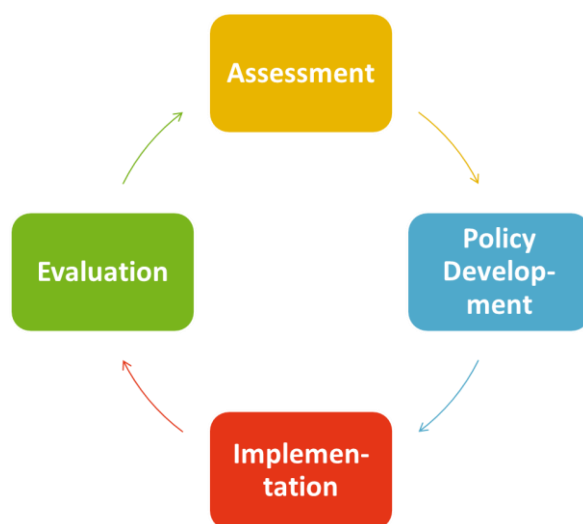 Assessment
Policy
Develop-
ment
Implemen-
tation
Evaluation